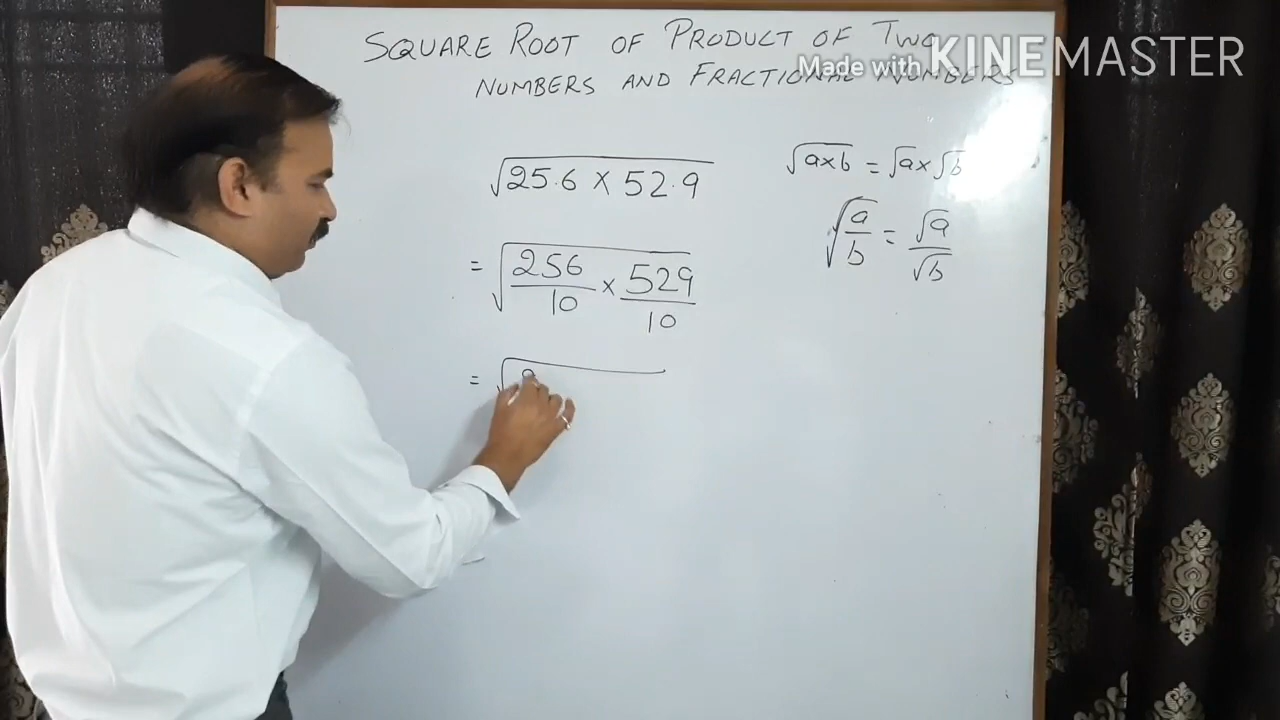 SQUARE ROOT OF PRODUCT OF TWO
NUMBERS AND FRACTIONAL NUMBERS
Made with KINEMASTER
√25.6 × 52.9
= √256/10 × 529/10
= √
√a×b = √a × √b
√a/b = √a/√b